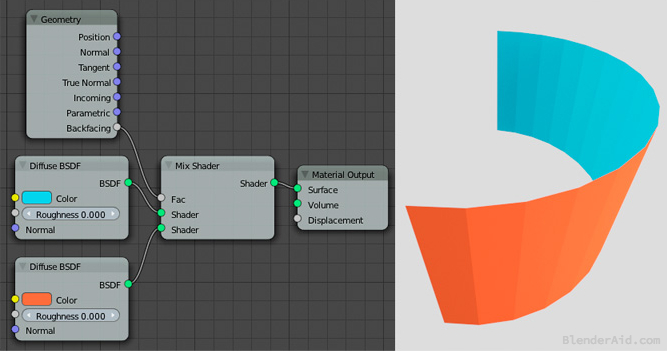 Geometry
Position
Normal
Tangent
True Normal
Incoming
Parametric
Backfacing
Diffuse BSDF
BSDF
Color
Roughness 0.000
Normal
Mix Shader
Shader
Fac
Shader
Shader
Material Output
Surface
Volume
Displacement
Diffuse BSDF
BSDF
Color
Roughness 0.000
Normal
BlenderAid.com